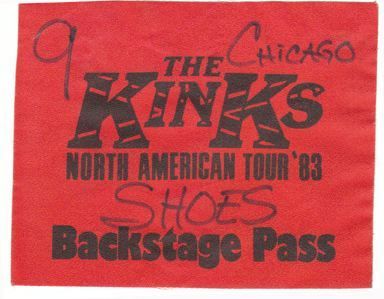 9 CHICAGO
THE
KINKS
NORTH AMERICAN TOUR '83
SHOES
Backstage Pass